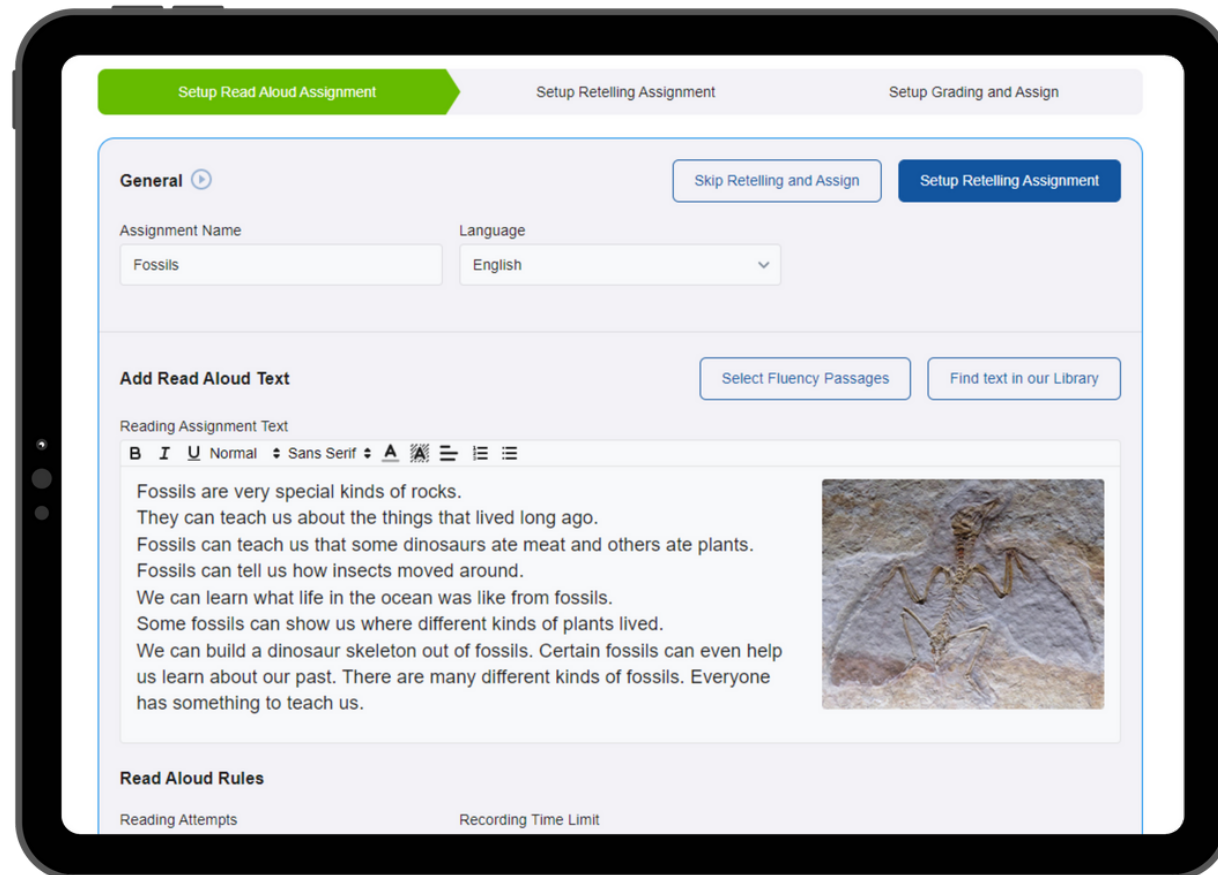 Setup Read Aloud Assignment
Setup Retelling Assignment
Setup Grading and Assign
General
Skip Retelling and Assign
Setup Retelling Assignment
Assignment Name
Language
Fossils
English
Add Read Aloud Text
Select Fluency Passages
Find text in our Library
Reading Assignment Text
B I U Normal Sans Serif A A
Fossils are very special kinds of rocks.
They can teach us about the things that lived long ago.
Fossils can teach us that some dinosaurs ate meat and others ate plants.
Fossils can tell us how insects moved around.
We can learn what life in the ocean was like from fossils.
Some fossils can show us where different kinds of plants lived.
We can build a dinosaur skeleton out of fossils. Certain fossils can even help
us learn about our past. There are many different kinds of fossils. Everyone
has something to teach us.
Read Aloud Rules
Reading Attempts
Recording Time Limit